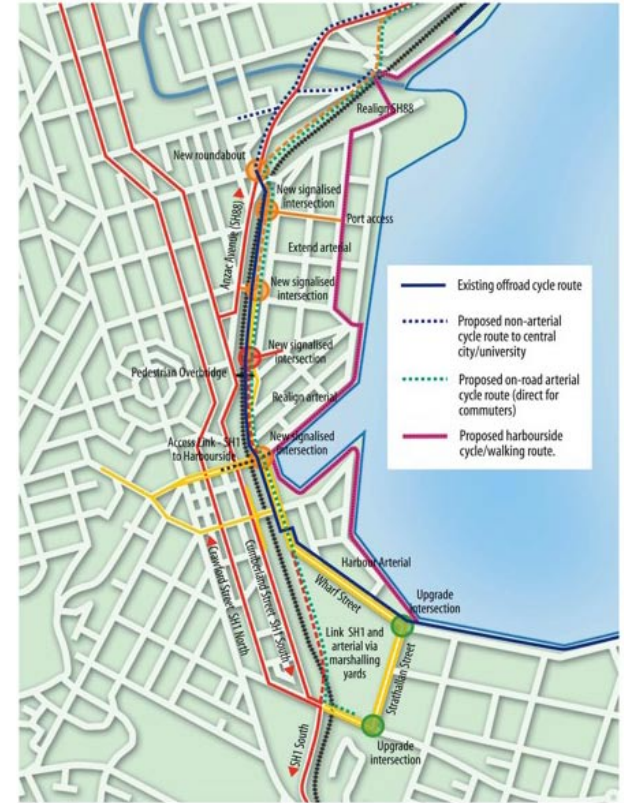 Realign SH88
New roundabout
New signalised
intersection
Port access
Anzac Avenue (SH88)
Extend arterial
New signalised
intersection
Existing offroad cycle route
Proposed non-arterial
cycle route to central
city/university
Proposed on-road arterial
cycle route (direct for
commuters)
Proposed harbourside
cycle/walking route.
New signalised
intersection
Pedestrian Overbridge
Realign arterial
New signalised
intersection
Access Link - SH1
to Harbourside
Crawford Street SH1 North
Cumberland Street SH1 South
Harbour Arterial
Wharf Street
Upgrade
intersection
Link SH1 and
arterial via
marshalling
yards
Strathallan Street
Upgrade
intersection
SH1 South